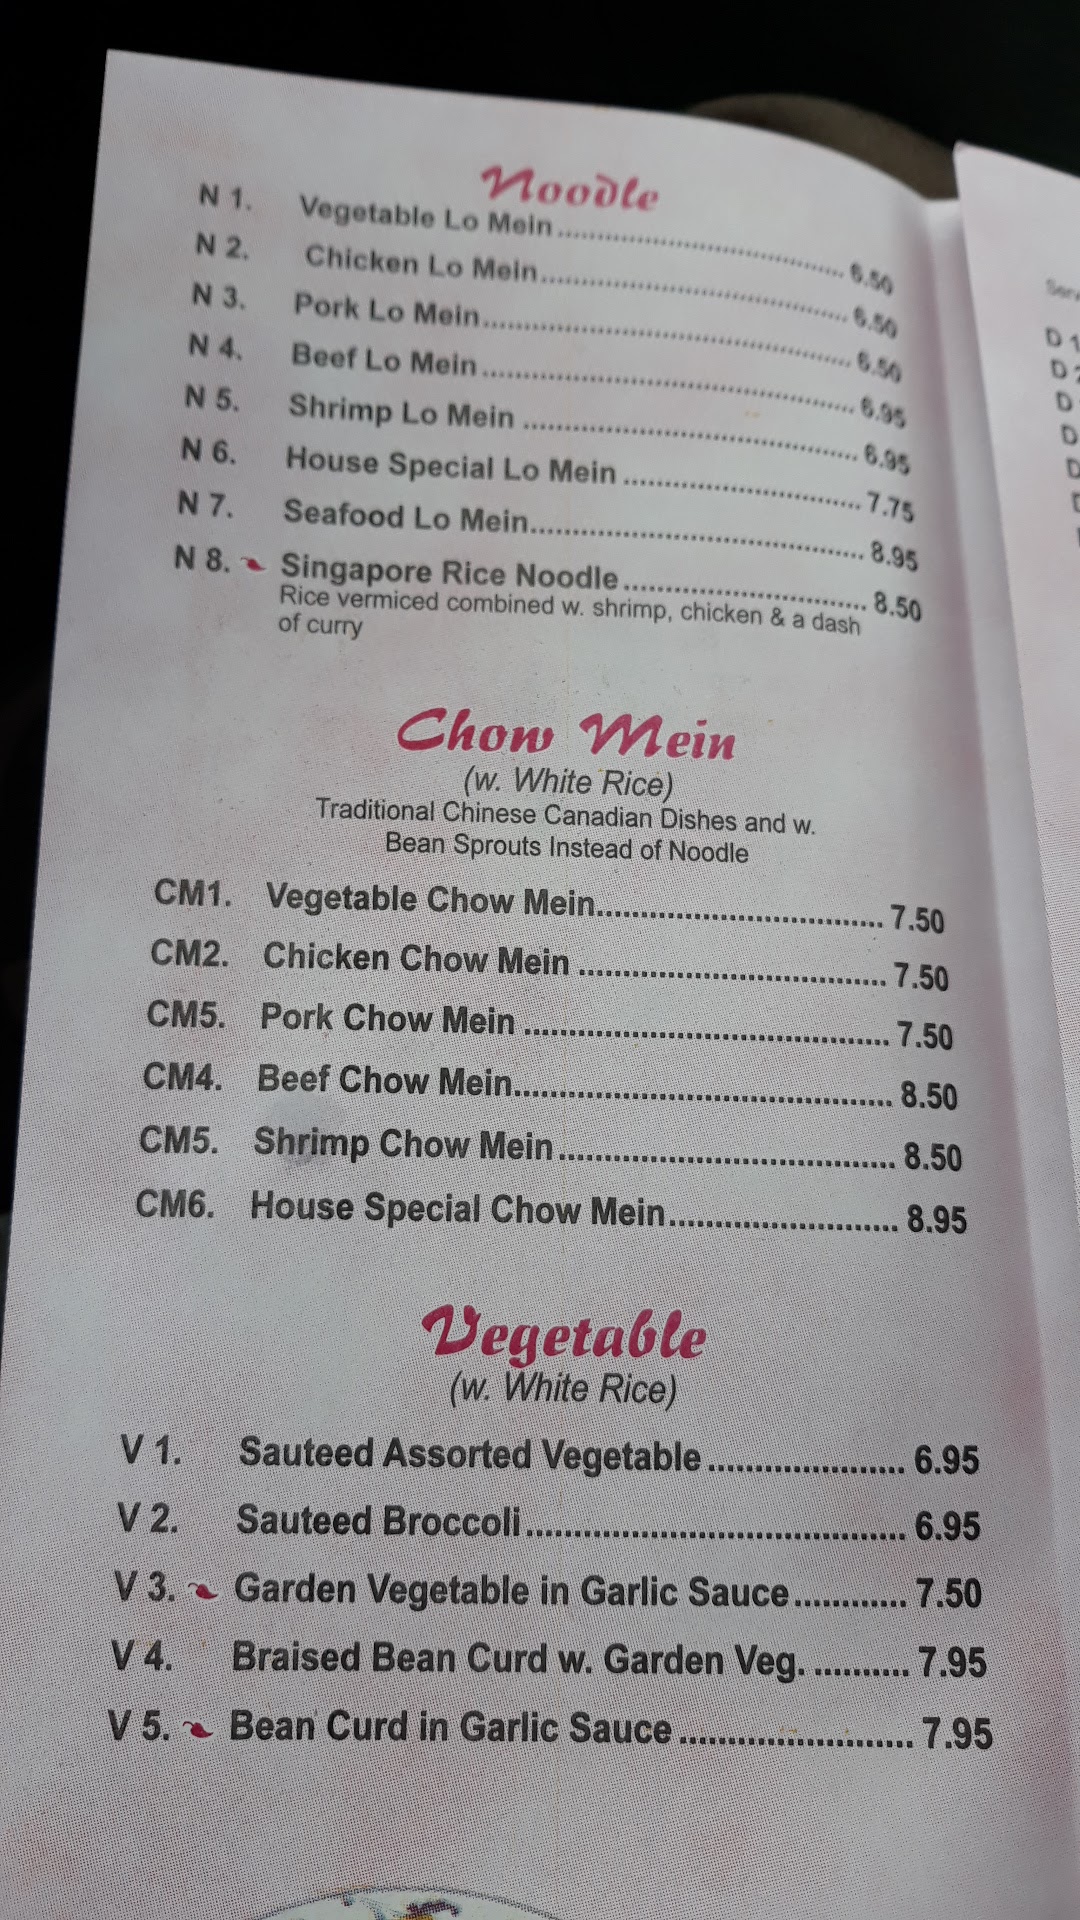 Noodle
N 1. Vegetable Lo Mein 6.50
N 2. Chicken Lo Mein 6.50
N 3. Pork Lo Mein 6.50
N 4. Beef Lo Mein 6.95
N 5. Shrimp Lo Mein 6.95
N 6. House Special Lo Mein 7.75
N 7. Seafood Lo Mein 8.95
N 8. Singapore Rice Noodle 8.50
Rice vermiced combined w. shrimp, chicken & a dash
of curry
Chow Mein
(w. White Rice)
Traditional Chinese Canadian Dishes and w.
Bean Sprouts Instead of Noodle
CM1. Vegetable Chow Mein 7.50
CM2. Chicken Chow Mein 7.50
CM5. Pork Chow Mein 7.50
CM4. Beef Chow Mein 8.50
CM5. Shrimp Chow Mein 8.50
CM6. House Special Chow Mein 8.95
Vegetable
(w. White Rice)
V 1. Sauteed Assorted Vegetable 6.95
V 2. Sauteed Broccoli 6.95
V 3. Garden Vegetable in Garlic Sauce 7.50
V 4. Braised Bean Curd w. Garden Veg. 7.95
V 5. Bean Curd in Garlic Sauce 7.95
D 1
D
D
D
D